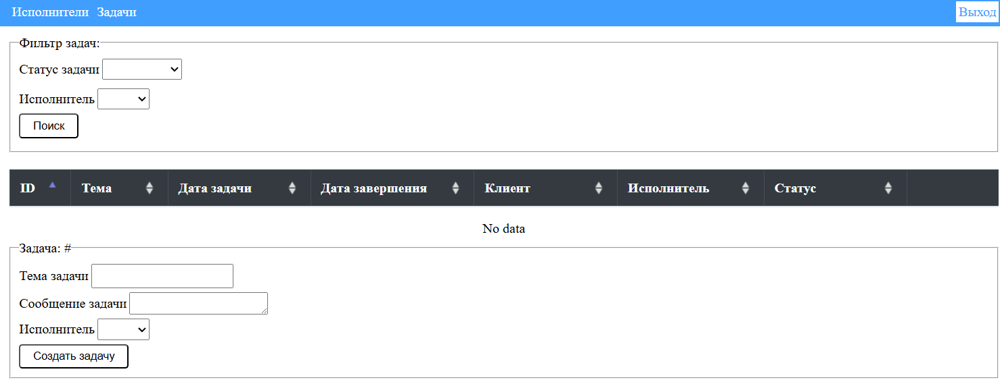 Исполнители Задачи Выход
Фильтр задач:
Статус задачи
Исполнитель
Поиск
ID Тема Дата задачи Дата завершения Клиент Исполнитель Статус
No data
Задача: #
Тема задачи
Сообщение задачи
Исполнитель
Создать задачу